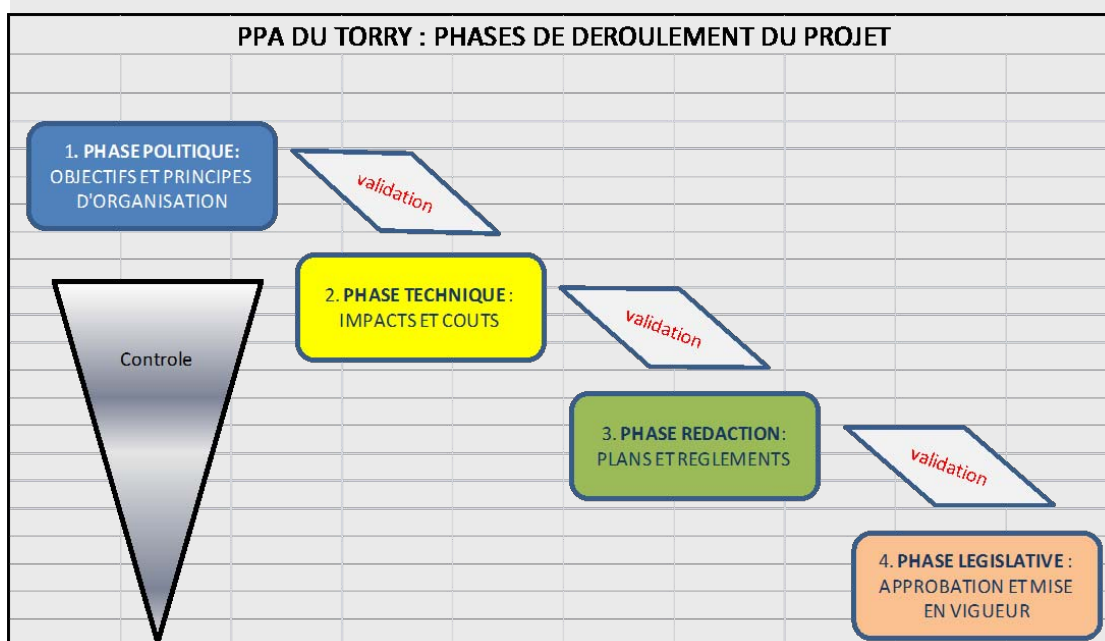 PPA DU TORRY : PHASES DE DEROULEMENT DU PROJET
1. PHASE POLITIQUE:
OBJECTIFS ET PRINCIPES
D'ORGANISATION
validation
2. PHASE TECHNIQUE :
IMPACTS ET COUTS
validation
Controle
3. PHASE REDACTION:
PLANS ET REGLEMENTS
validation
4. PHASE LEGISLATIVE :
APPROBATION ET MISE
EN VIGUEUR